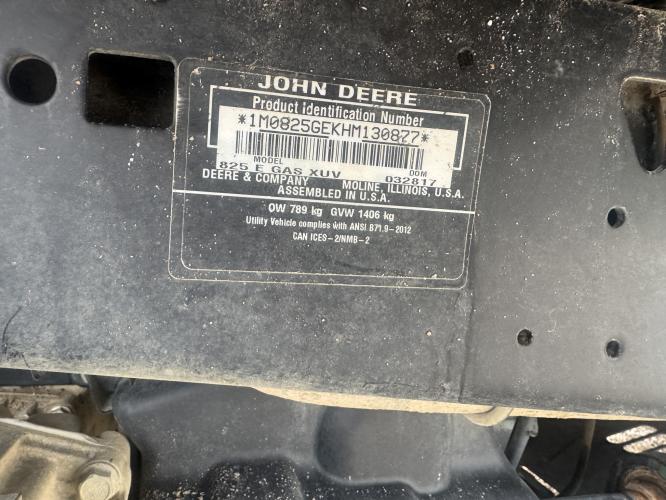 JOHN DEERE
Product Identification Number
*1M0825GEKHM130877*
MODEL DOM
825 E GAS XUV 032817
DEERE & COMPANY MOLINE, ILLINOIS, U.S.A.
ASSEMBLED IN U.S.A.
OW 789 kg GVW 1406 kg
Utility Vehicle complies with ANSI B71.9-2012
CAN ICES-2/NMB-2